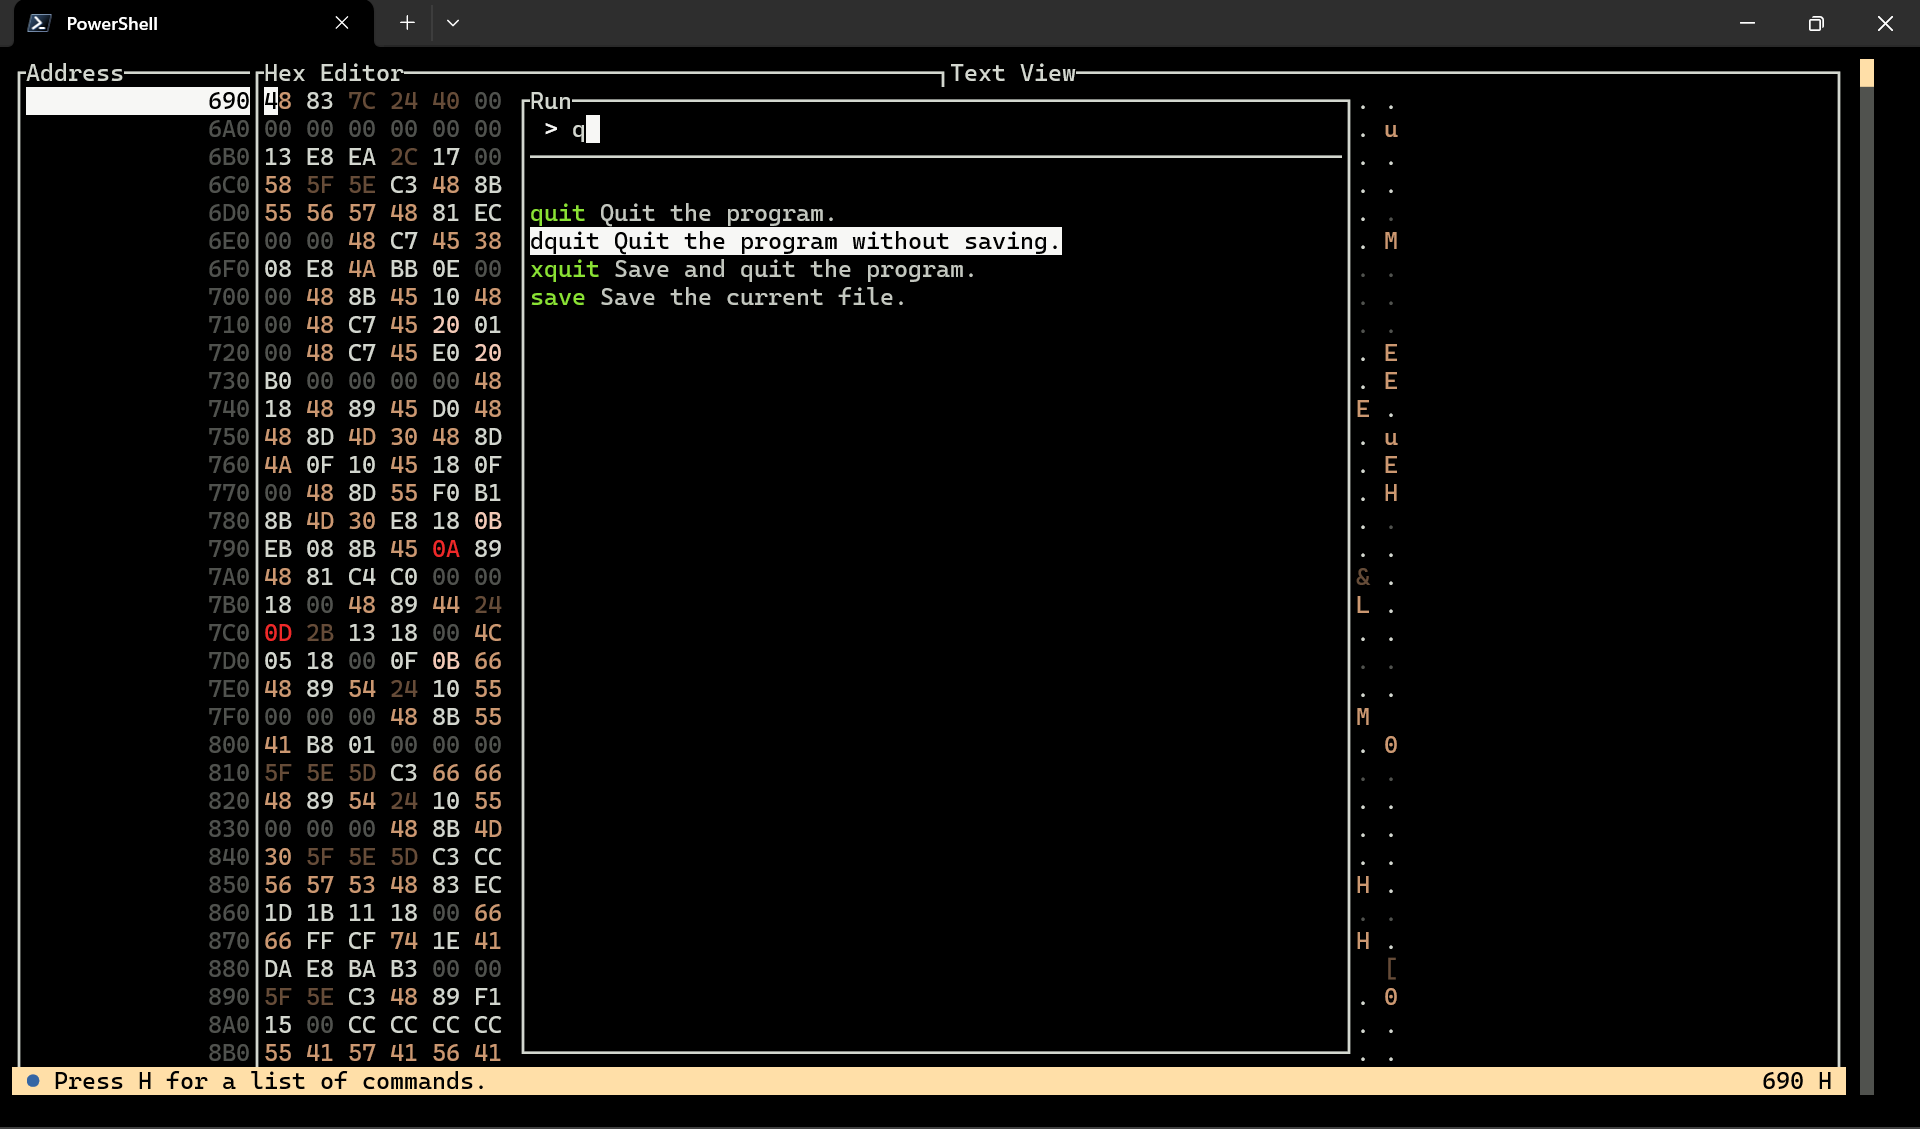 PowerShell
Address Hex Editor Text View
690 48 83 7C 24 40 00 Run . .
6A0 00 00 00 00 00 00 > q . u
6B0 13 E8 EA 2C 17 00 . .
6C0 58 5F 5E C3 48 8B . .
6D0 55 56 57 48 81 EC quit Quit the program. . .
6E0 00 00 48 C7 45 38 dquit Quit the program without saving. . M
6F0 08 E8 4A BB 0E 00 xquit Save and quit the program. . .
700 00 48 8B 45 10 48 save Save the current file. . .
710 00 48 C7 45 20 01 . .
720 00 48 C7 45 E0 20 . E
730 B0 00 00 00 00 48 . E
740 18 48 89 45 D0 48 E .
750 48 8D 4D 30 48 8D . u
760 4A 0F 10 45 18 0F . E
770 00 48 8D 55 F0 B1 . H
780 8B 4D 30 E8 18 0B . .
790 EB 08 8B 45 0A 89 . .
7A0 48 81 C4 C0 00 00 & .
7B0 18 00 48 89 44 24 L .
7C0 0D 2B 13 18 00 4C . .
7D0 05 18 00 0F 0B 66 . .
7E0 48 89 54 24 10 55 . .
7F0 00 00 00 48 8B 55 M
800 41 B8 01 00 00 00 . 0
810 5F 5E 5D C3 66 66 . .
820 48 89 54 24 10 55 . .
830 00 00 00 48 8B 4D . .
840 30 5F 5E 5D C3 CC . .
850 56 57 53 48 83 EC H .
860 1D 1B 11 18 00 66 . .
870 66 FF CF 74 1E 41 H .
880 DA E8 BA B3 00 00 [
890 5F 5E C3 48 89 F1 . 0
8A0 15 00 CC CC CC CC . .
8B0 55 41 57 41 56 41 . .
Press H for a list of commands. 690 H